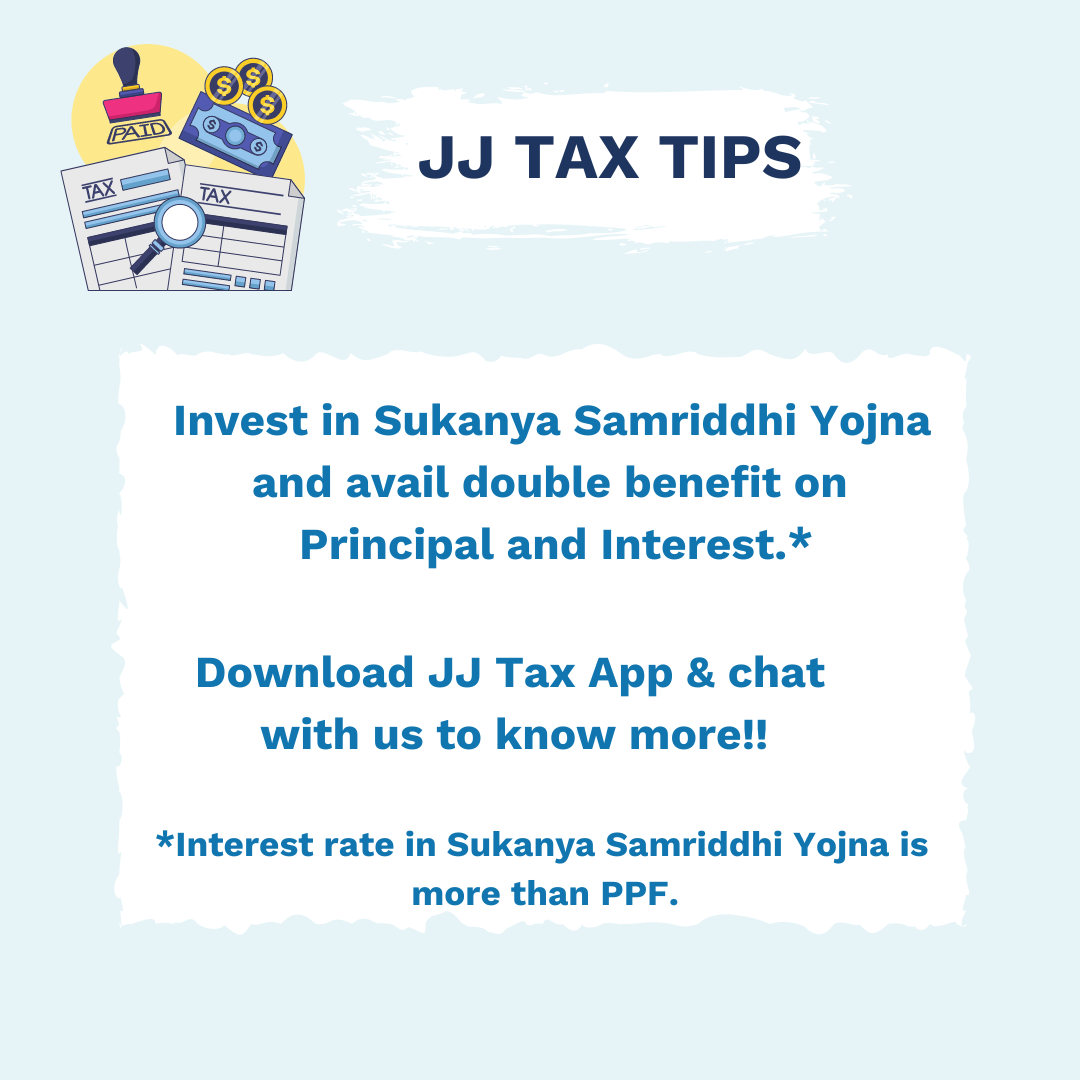 PAID
TAX
TAX
JJ TAX TIPS
Invest in Sukanya Samriddhi Yojna
and avail double benefit on
Principal and Interest.*
Download JJ Tax App & chat
with us to know more!!
*Interest rate in Sukanya Samriddhi Yojna is
more than PPF.